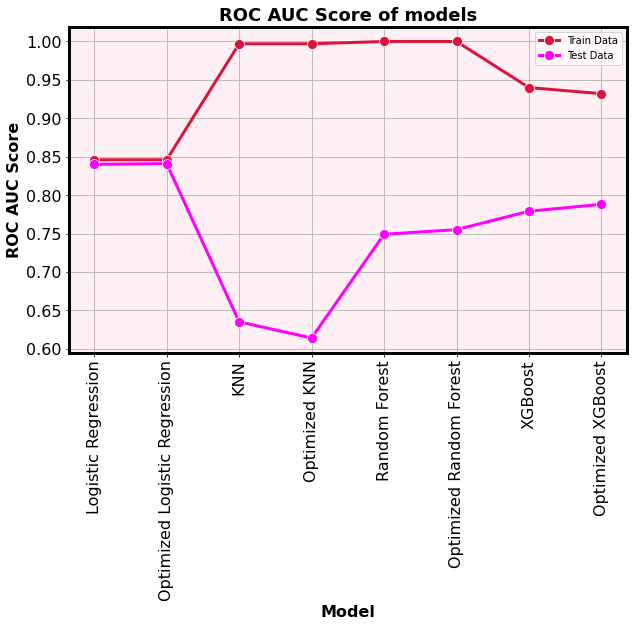 ROC AUC Score of models
Train Data
Test Data
ROC AUC Score
1.00
0.95
0.90
0.85
0.80
0.75
0.70
0.65
0.60
Logistic Regression
Optimized Logistic Regression
KNN
Optimized KNN
Random Forest
Optimized Random Forest
XGBoost
Optimized XGBoost
Model